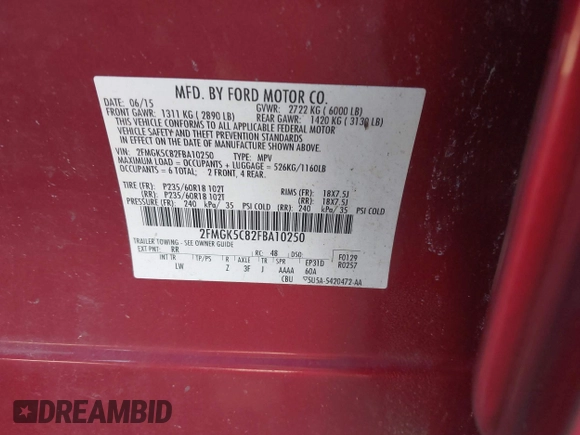 MFD. BY FORD MOTOR CO.
DATE: 06/15 GVWR: 2722 KG ( 6000 LB)
FRONT GAWR: 1311 KG ( 2890 LB) REAR GAWR: 1420 KG ( 3130 LB)
THIS VEHICLE CONFORMS TO ALL APPLICABLE FEDERAL MOTOR
VEHICLE SAFETY AND THEFT PREVENTION STANDARDS
IN EFFECT ON THE DATE OF MANUFACTURE SHOWN ABOVE.
VIN: 2FMGK5C82FBA10250 TYPE: MPV
MAXIMUM LOAD = OCCUPANTS + LUGGAGE = 526KG/1160LB
OCCUPANTS = 6 TOTAL: 2 FRONT, 4 REAR.
TIRE (FR): P235/60R18 102T RIMS (FR): 18X7.5J
(RR): P235/60R18 102T (RR): 18X7.5J
PRESSURE (FR): 240 kPa/ 35 PSI COLD (RR): 240 kPa/ 35 PSI COLD
2FMGK5C82FBA10250
TRAILER TOWING - SEE OWNER GUIDE
EXT PNT: RR RC: 48 DSO: F0129
INT TR TP/PS R AXLE TR SPR EP31D R0257
LW Z 3F J AAAA 60A
CBU 5U5A-5420472-AA
DREAMBID